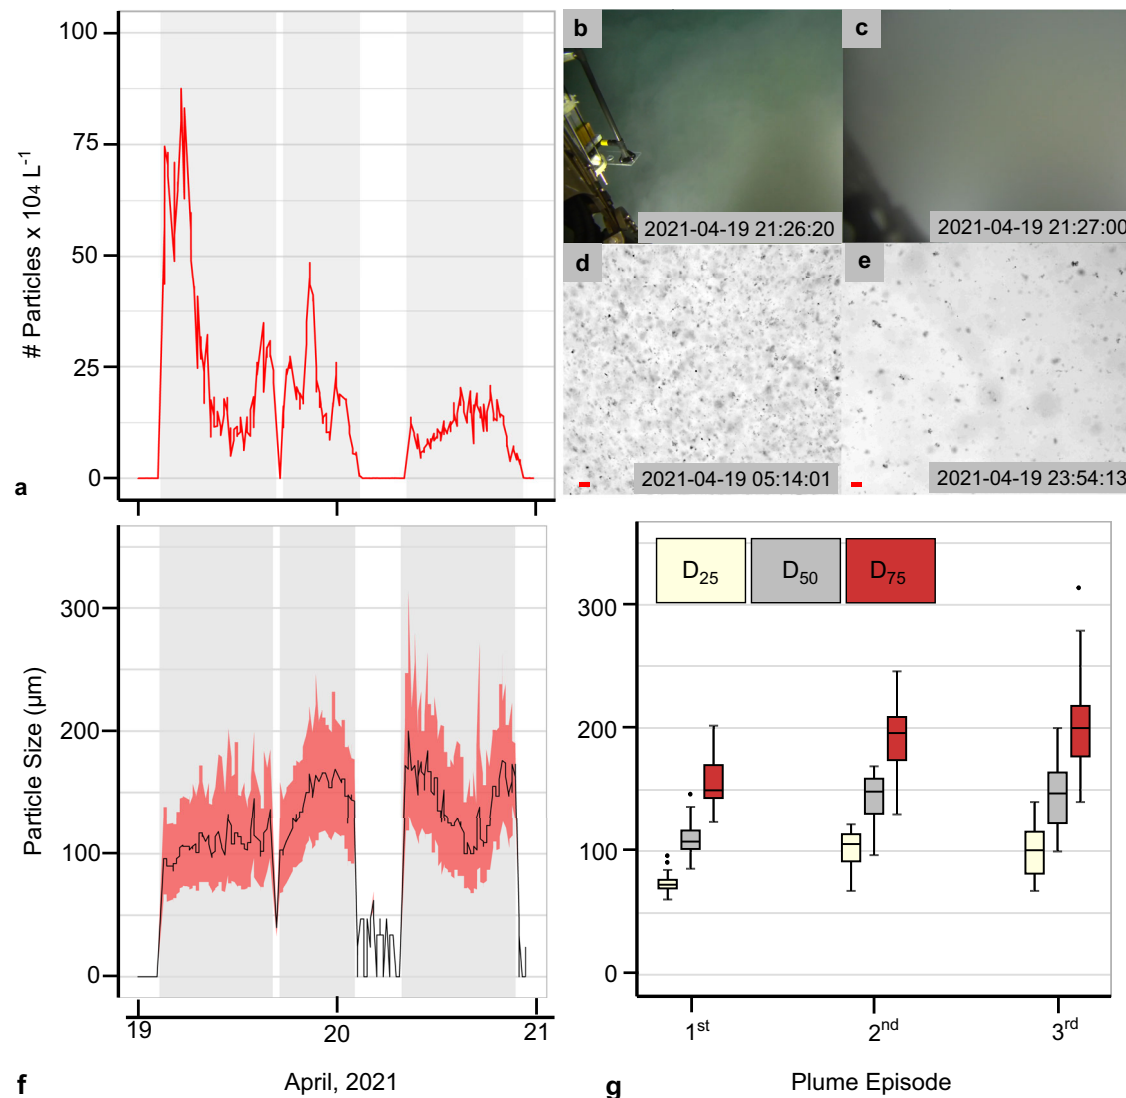 100
75
50
25
0
# Particles x 10₄ L⁻¹
a
b
2021-04-19 21:26:20
c
2021-04-19 21:27:00
d
2021-04-19 05:14:01
e
2021-04-19 23:54:13
300
200
100
0
Particle Size (µm)
19
20
21
f
April, 2021
D₂₅
D₅₀
D₇₅
300
200
100
0
1ˢᵗ
2ⁿᵈ
3ʳᵈ
g
Plume Episode